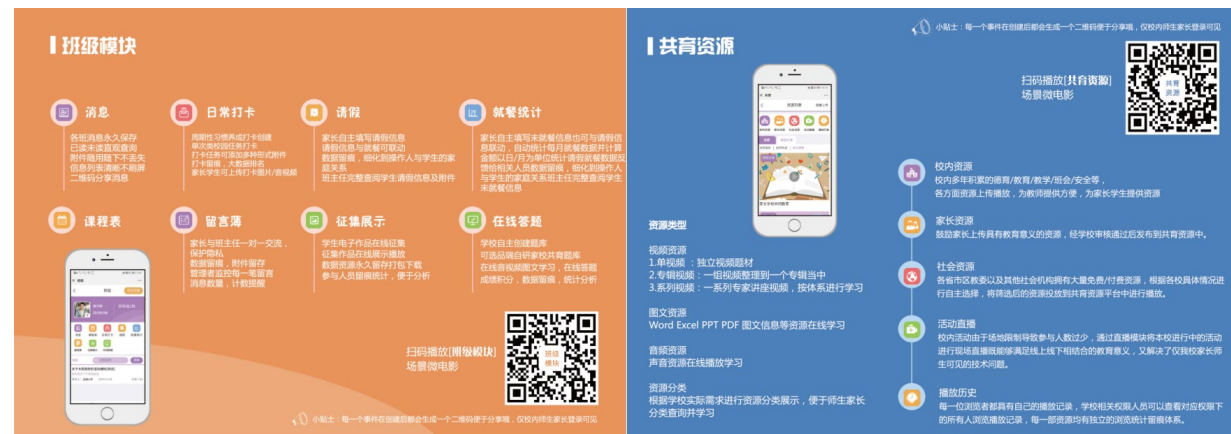 班级模块
消息
各班消息永久保存
已读未读直观查询
附件随用随下不丢失
信息列表清晰不刷屏
二维码分享消息
日常打卡
周期性习惯养成打卡创建
单次类校园任务打卡
打卡任务可添加多种形式附件
打卡留痕，大数据排名
家长学生可上传打卡图片/音视频
请假
家长自主填写请假信息
请假信息与就餐可联动
数据留痕，细化到操作人与学生的家
庭关系
班主任完整查阅学生请假信息及附件
就餐统计
家长自主填写未就餐信息也可与请假信
息联动，自动统计每月就餐数据并计算
金额以日/月为单位统计请假就餐数据反
馈给相关人员数据留痕，细化到操作人
与学生的家庭关系班主任完整查阅学生
未就餐信息
课程表
留言薄
家长与班主任一对一交流，
保护隐私
数据留痕，附件留存
管理者监控每一笔留言
消息数量，计数提醒
征集展示
学生电子作品在线征集
征集作品在线展示播放
数据资源永久留存打包下载
参与人员留痕统计，便于分析
在线答题
学校自主创建题库
可选品瑞自研家校共育题库
在线音视频图文学习，在线答题
成绩积分，数据留痕，统计分析
扫码播放[班级模块]
场景微电影
班级
模块
小贴士：每一个事件在创建后都会生成一个二维码便于分享哦，仅校内师生家长登录可见
小贴士：每一个事件在创建后都会生成一个二维码便于分享哦，仅校内师生家长登录可见
共育资源
扫码播放[共育资源]
场景微电影
共育
资源
资源类型
视频资源
1.单视频：独立视频题材
2.专辑视频：一组视频整理到一个专辑当中
3.系列视频：一系列专家讲座视频，按体系进行学习
图文资源
Word Excel PPT PDF 图文信息等资源在线学习
音频资源
声音资源在线播放学习
资源分类
根据学校实际需求进行资源分类展示，便于师生家长
分类查询并学习
校内资源
校内多年积累的德育/教育/教学/班会/安全等，
各方面资源上传播放，为教师提供方便，为家长学生提供资源
家长资源
鼓励家长上传具有教育意义的资源，经学校审核通过后发布到共育资源中。
社会资源
各省市区教委以及其他社会机构拥有大量免费/付费资源，根据各校具体情况进
行自主选择，将筛选后的资源投放到共育资源平台中进行播放。
活动直播
校内活动由于场地限制导致参与人数过少，通过直播模块将本校进行中的活动
进行现场直播既能够满足线上线下相结合的教育意义，又解决了仅我校家长师
生可见的技术问题。
播放历史
每一位浏览者都具有自己的播放记录，学校相关权限人员可以查看对应权限下
的所有人浏览播放记录，每一部资源均有独立的浏览统计留痕体系。